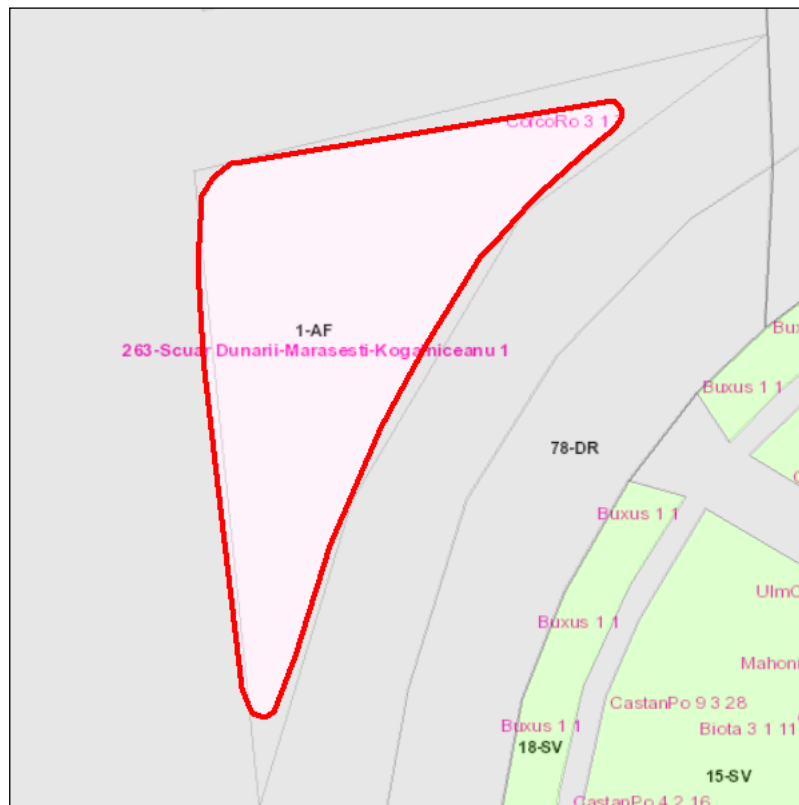 CorcoRo 3 1
1-AF
263-Scuar Dunarii-Marasesti-Kogalniceanu 1
Buxus 1 1
78-DR
Buxus 1 1
Buxus 1 1
Mahoni
CastanPo 9 3 28
Buxus 1 1
Biota 3 1 11
18-SV
15-SV
CastanPo 4 2 16